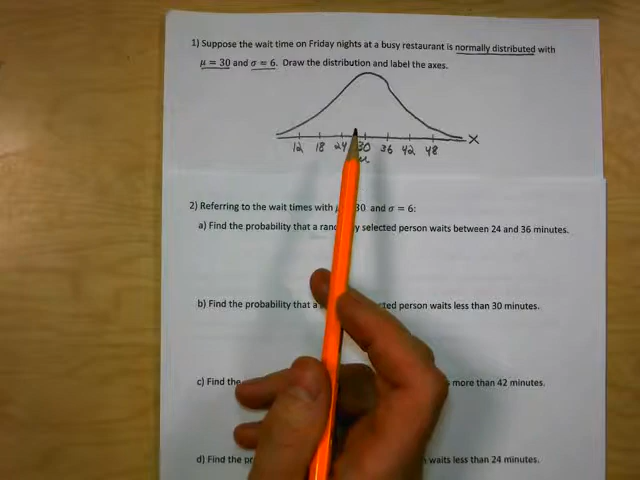 1) Suppose the wait time on Friday nights at a busy restaurant is normally distributed with
μ = 30 and σ = 6. Draw the distribution and label the axes.
X
12 18 24 30 36 42 48
μ
2) Referring to the wait times with 30 and σ = 6:
a) Find the probability that a selected person waits between 24 and 36 minutes.
b) Find the probability that a person waits less than 30 minutes.
c) Find the more than 42 minutes.
d) Find the waits less than 24 minutes.